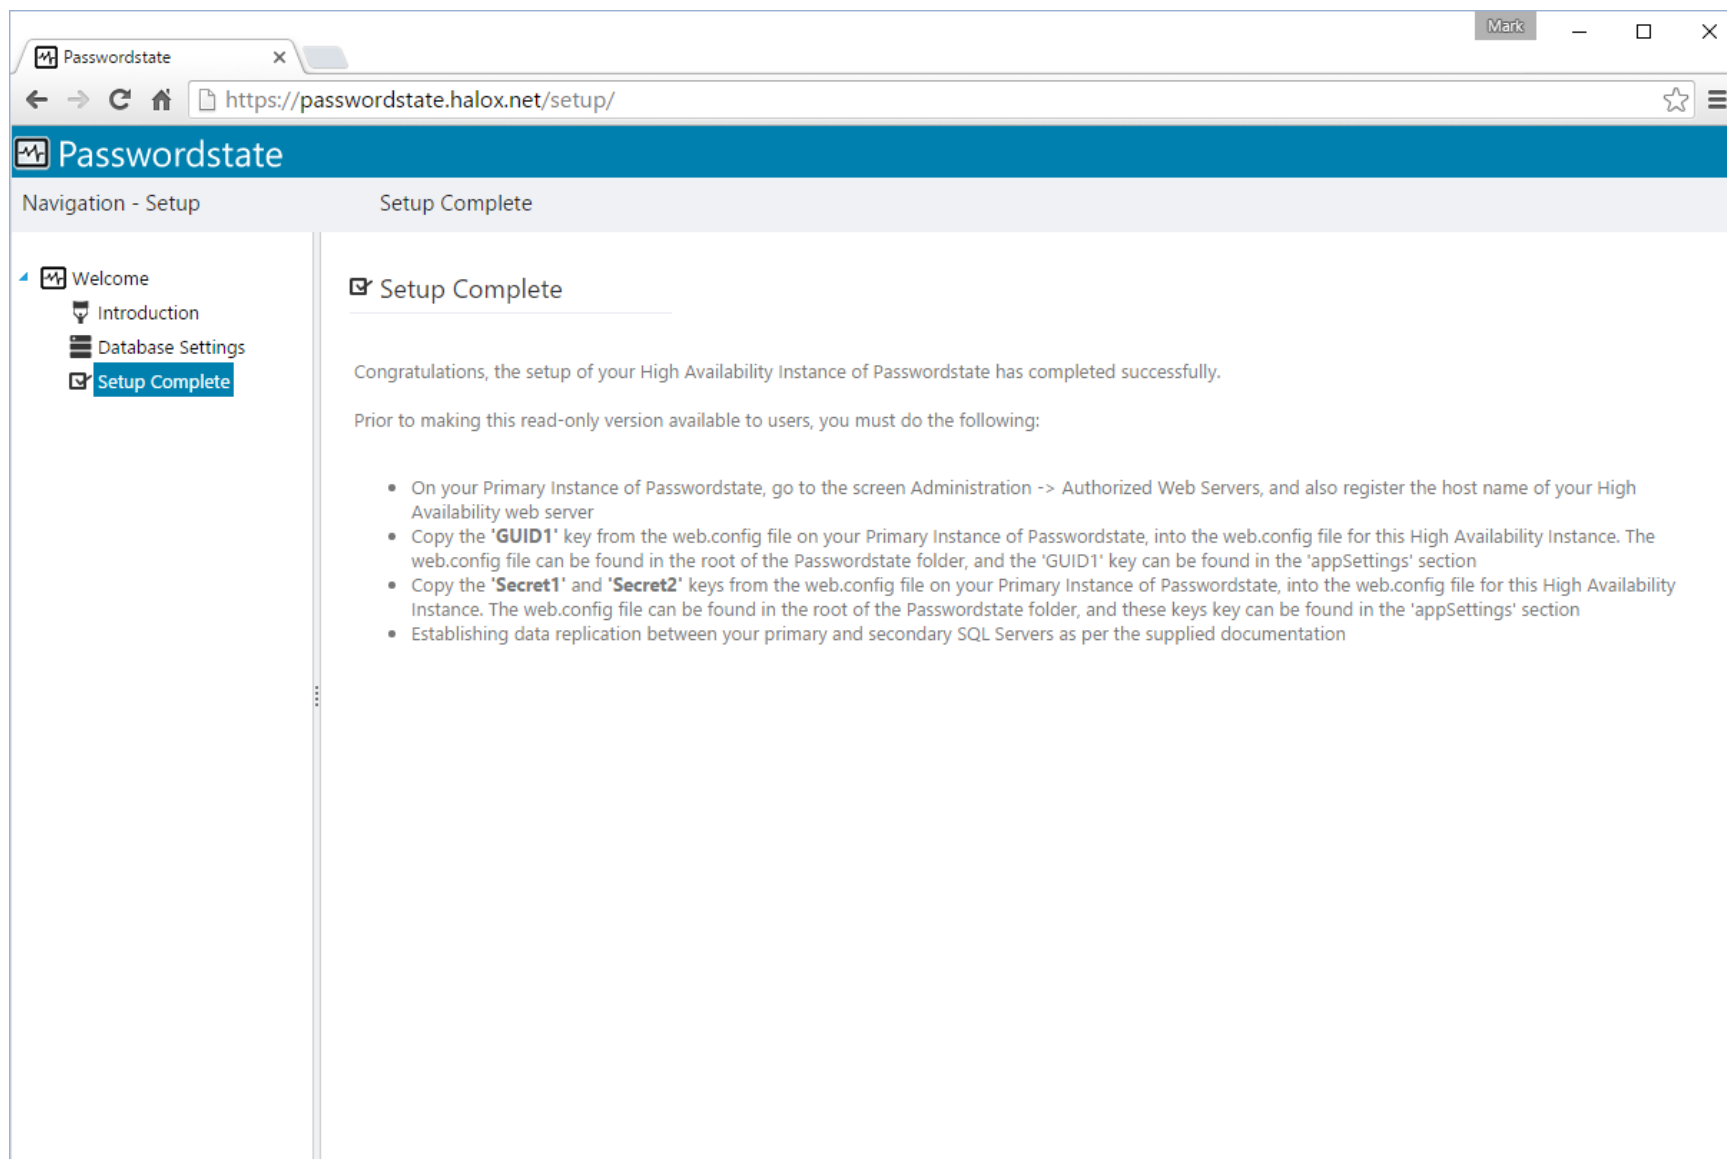 Mark
Passwordstate
https://passwordstate.halox.net/setup/
Passwordstate
Navigation - Setup
Setup Complete
Welcome
Introduction
Database Settings
Setup Complete
Setup Complete
Congratulations, the setup of your High Availability Instance of Passwordstate has completed successfully.
Prior to making this read-only version available to users, you must do the following:
On your Primary Instance of Passwordstate, go to the screen Administration -> Authorized Web Servers, and also register the host name of your High
Availability web server
Copy the 'GUID1' key from the web.config file on your Primary Instance of Passwordstate, into the web.config file for this High Availability Instance. The
web.config file can be found in the root of the Passwordstate folder, and the 'GUID1' key can be found in the 'appSettings' section
Copy the 'Secret1' and 'Secret2' keys from the web.config file on your Primary Instance of Passwordstate, into the web.config file for this High Availability
Instance. The web.config file can be found in the root of the Passwordstate folder, and these keys key can be found in the 'appSettings' section
Establishing data replication between your primary and secondary SQL Servers as per the supplied documentation